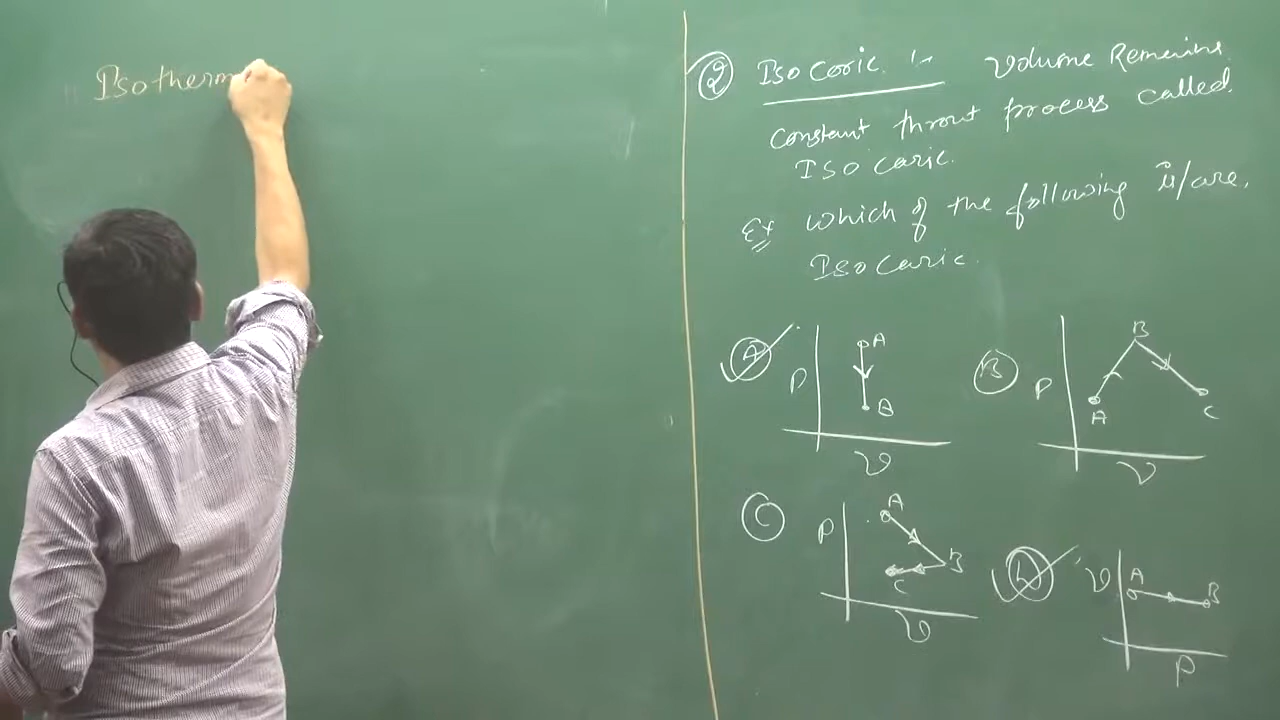 Isotherm
② Isocoric :- Volume Remains
Constant throut process called
Isocaric.
Ex which of the following is/are.
Isocaric.
A P A B V
B P A B C V
C P A B C V
D V A B P